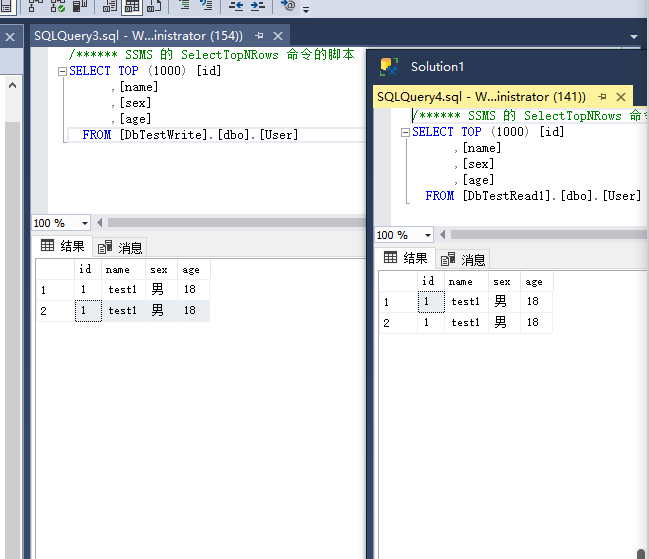 SQLQuery3.sql - W...inistrator (154))
/****** SSMS 的 SelectTopNRows 命令的脚本
SELECT TOP (1000) [id]
,[name]
,[sex]
,[age]
FROM [DbTestWrite].[dbo].[User]
100 %
结果 消息
id name sex age
1 1 test1 男 18
2 1 test1 男 18
Solution1
SQLQuery4.sql - W...inistrator (141))
/****** SSMS 的 SelectTopNRows 命
SELECT TOP (1000) [id]
,[name]
,[sex]
,[age]
FROM [DbTestRead1].[dbo].[User]
100 %
结果 消息
id name sex age
1 1 test1 男 18
2 1 test1 男 18